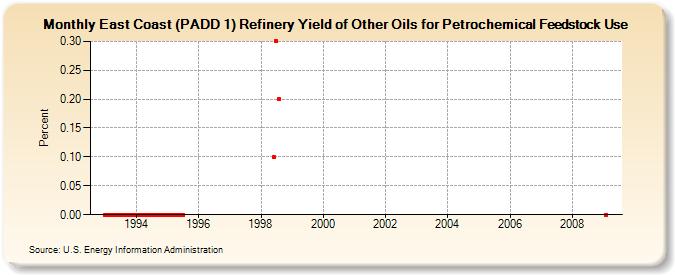 Monthly East Coast (PADD 1) Refinery Yield of Other Oils for Petrochemical Feedstock Use
Percent
0.30
0.25
0.20
0.15
0.10
0.05
0.00
1994 1996 1998 2000 2002 2004 2006 2008
Source: U.S. Energy Information Administration